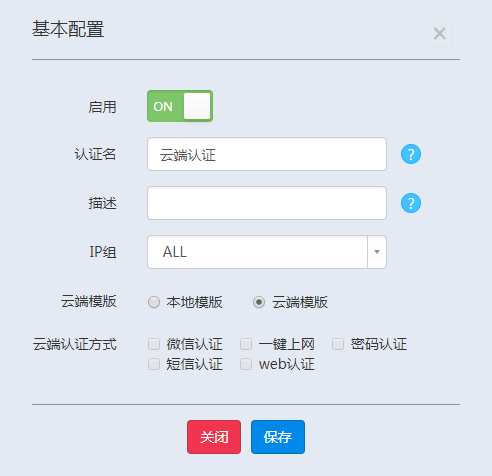 基本配置 ×
启用 ON
认证名 云端认证 ?
描述 ?
IP组 ALL
云端模版 本地模版 云端模版
云端认证方式 微信认证 一键上网 密码认证
短信认证 web认证
关闭 保存